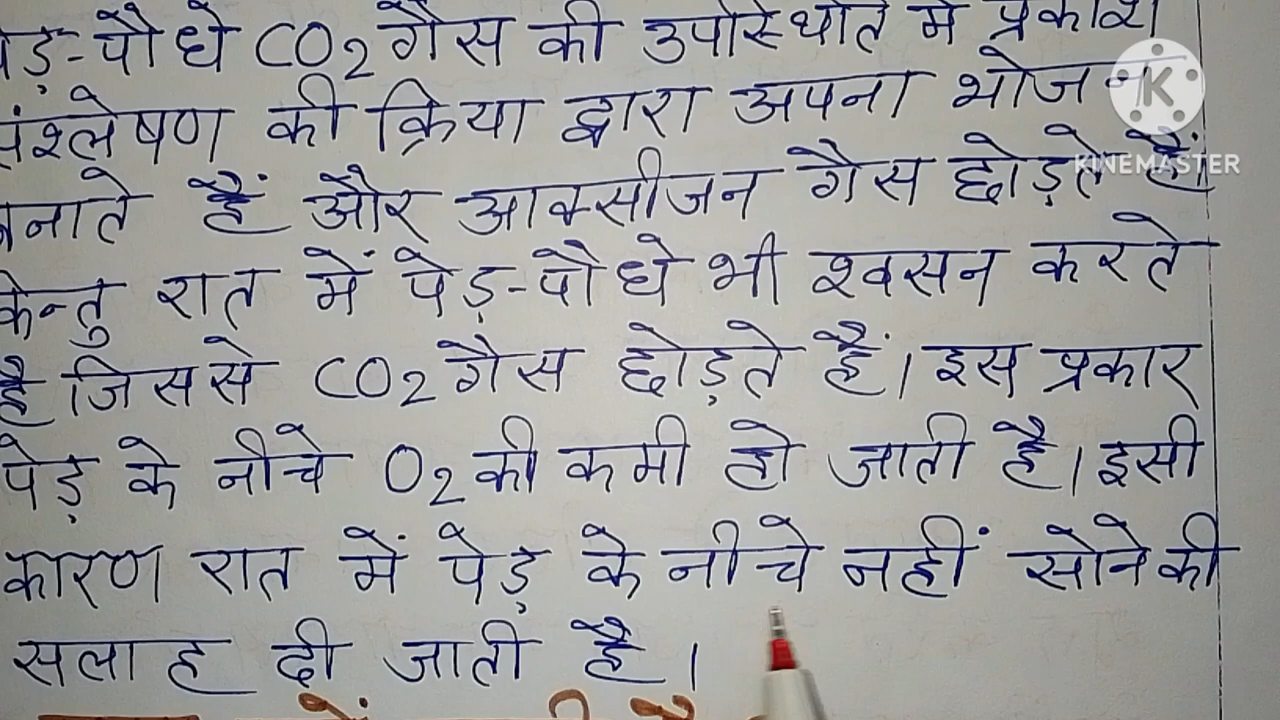 पेड़-पौधे CO2 गैस की उपस्थिति में प्रकाश
संश्लेषण की क्रिया द्वारा अपना भोजन
बनाते हैं और आक्सीजन गैस छोड़ते हैं।
किन्तु रात में पेड़-पौधे भी श्वसन करते
है जिससे CO2 गैस छोड़ते हैं। इस प्रकार
पेड़ के नीचे O2 की कमी हो जाती है। इसी
कारण रात में पेड़ के नीचे नहीं सोने की
सलाह दी जाती है।
K
KINEMASTER